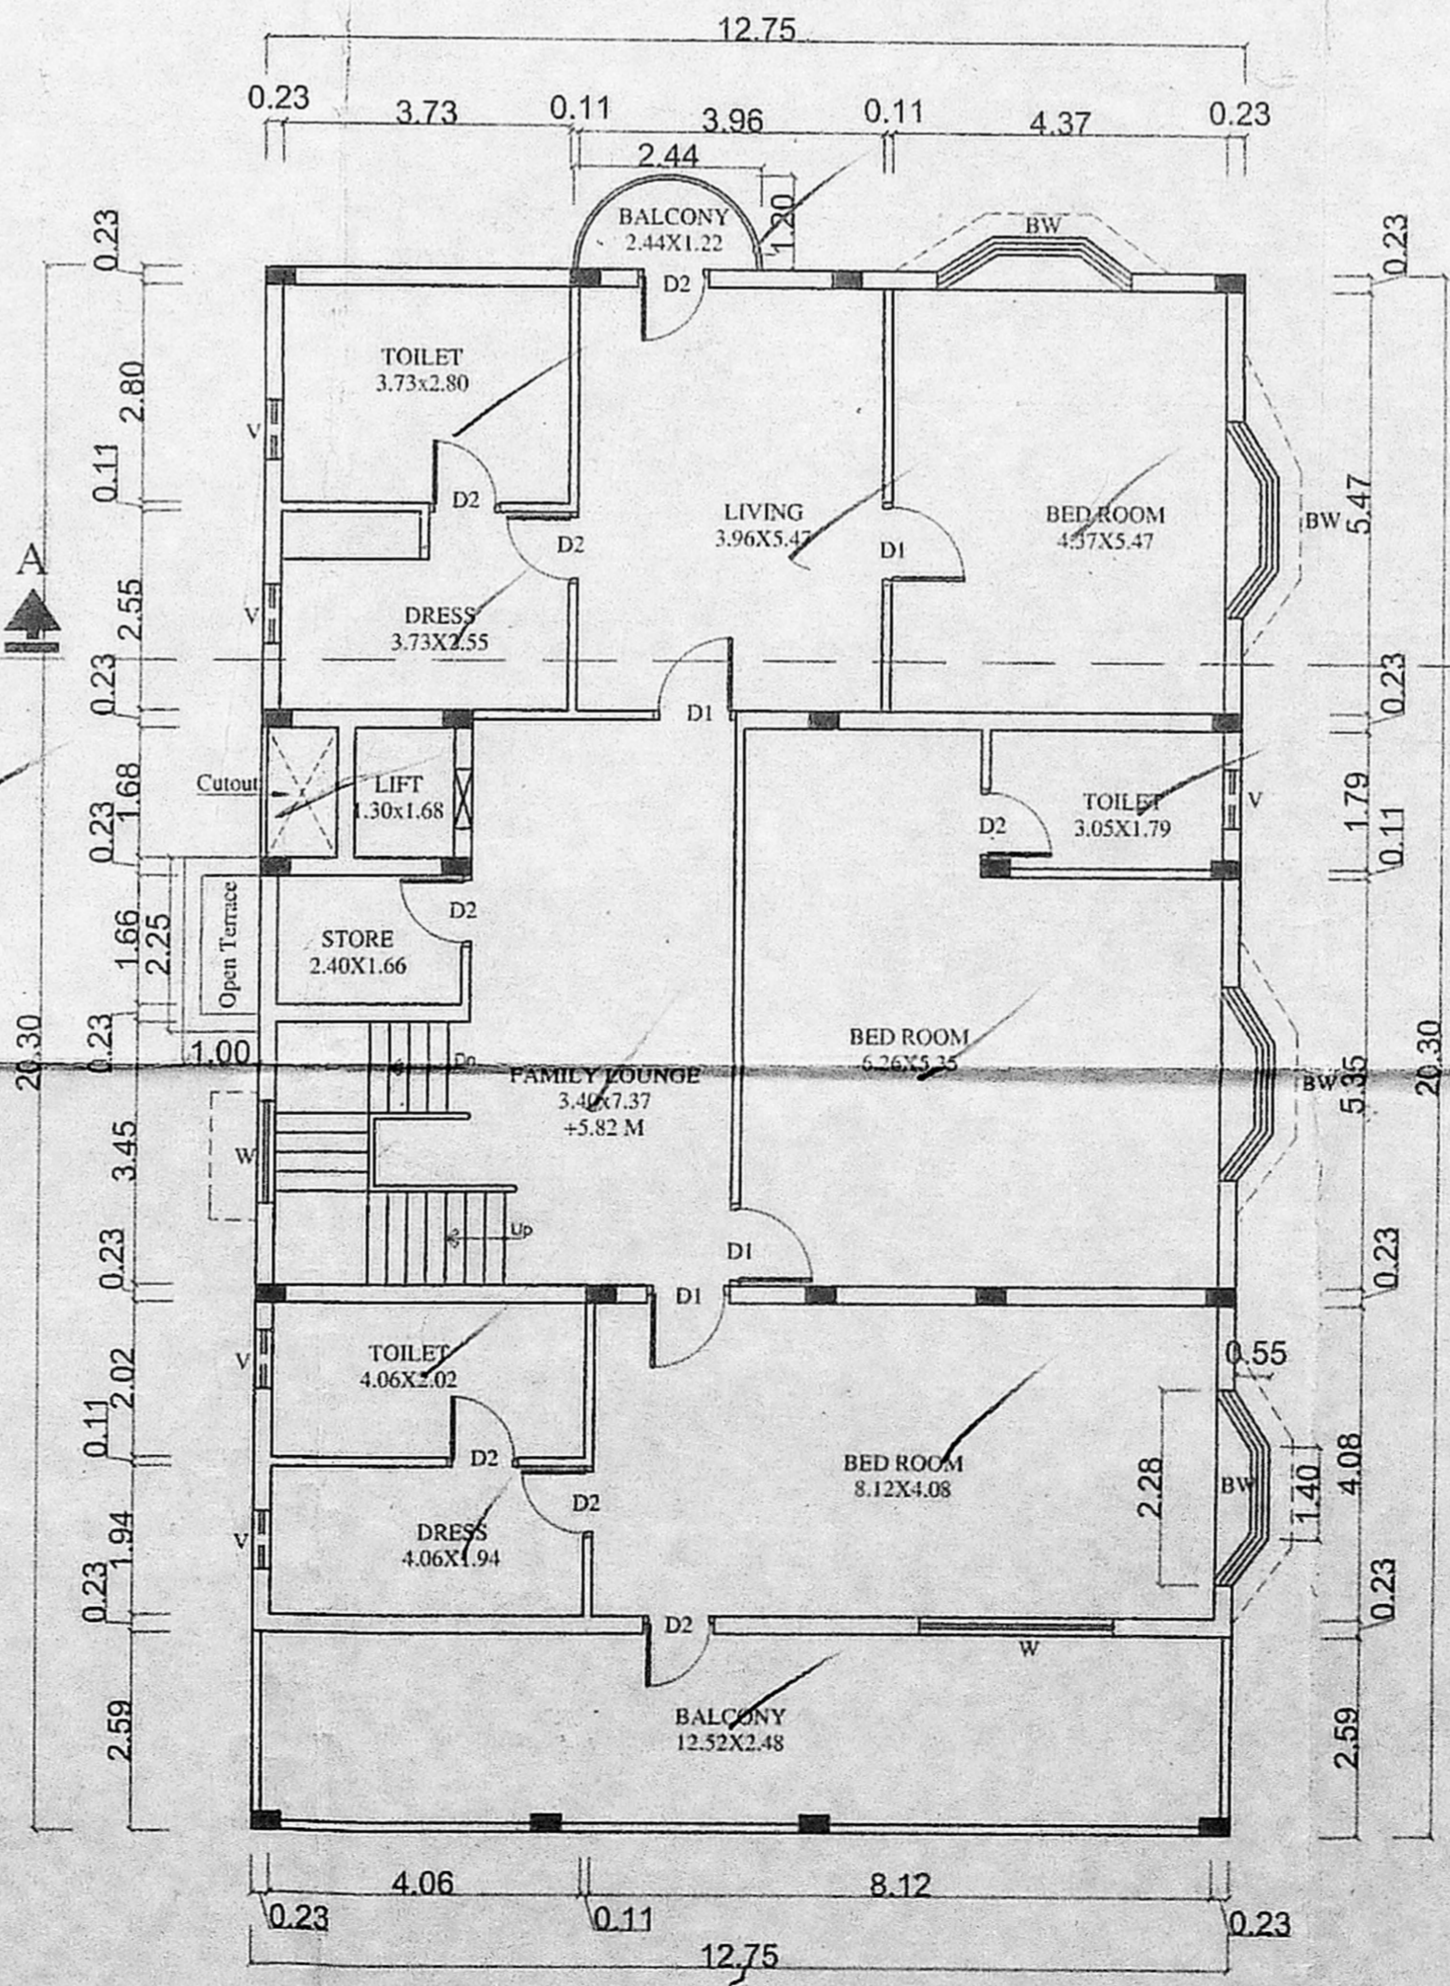 12.75
0.23 3.73 0.11 3.96 0.11 4.37 0.23
2.44
1.20
BALCONY
2.44X1.22
BW
0.23
0.23
D2
TOILET
3.73x2.80
2.80
V
0.11
D2
D2
LIVING
3.96X5.47
D1
BED ROOM
4.37X5.47
BW
5.47
A
2.55
V
DRESS
3.73X2.55
0.23
0.23
D1
Cutout
LIFT
1.30x1.68
1.68
0.23
TOILET
3.05X1.79
D2
V
1.79
0.11
Open Terrace
1.66
2.25
STORE
2.40X1.66
D2
20.30
0.23
1.00
Dn
FAMILY LOUNGE
3.40x7.37
+5.82 M
BED ROOM
6.26X5.35
BW
5.35
20.30
3.45
W
Up
0.23
D1
D1
0.23
TOILET
4.06X2.02
V
2.02
0.11
D2
0.55
BED ROOM
8.12X4.08
2.28
BW
1.40
4.08
D2
DRESS
4.06X1.94
V
1.94
0.23
0.23
D2
W
BALCONY
12.52X2.48
2.59
2.59
4.06 8.12
0.23 0.11 0.23
12.75